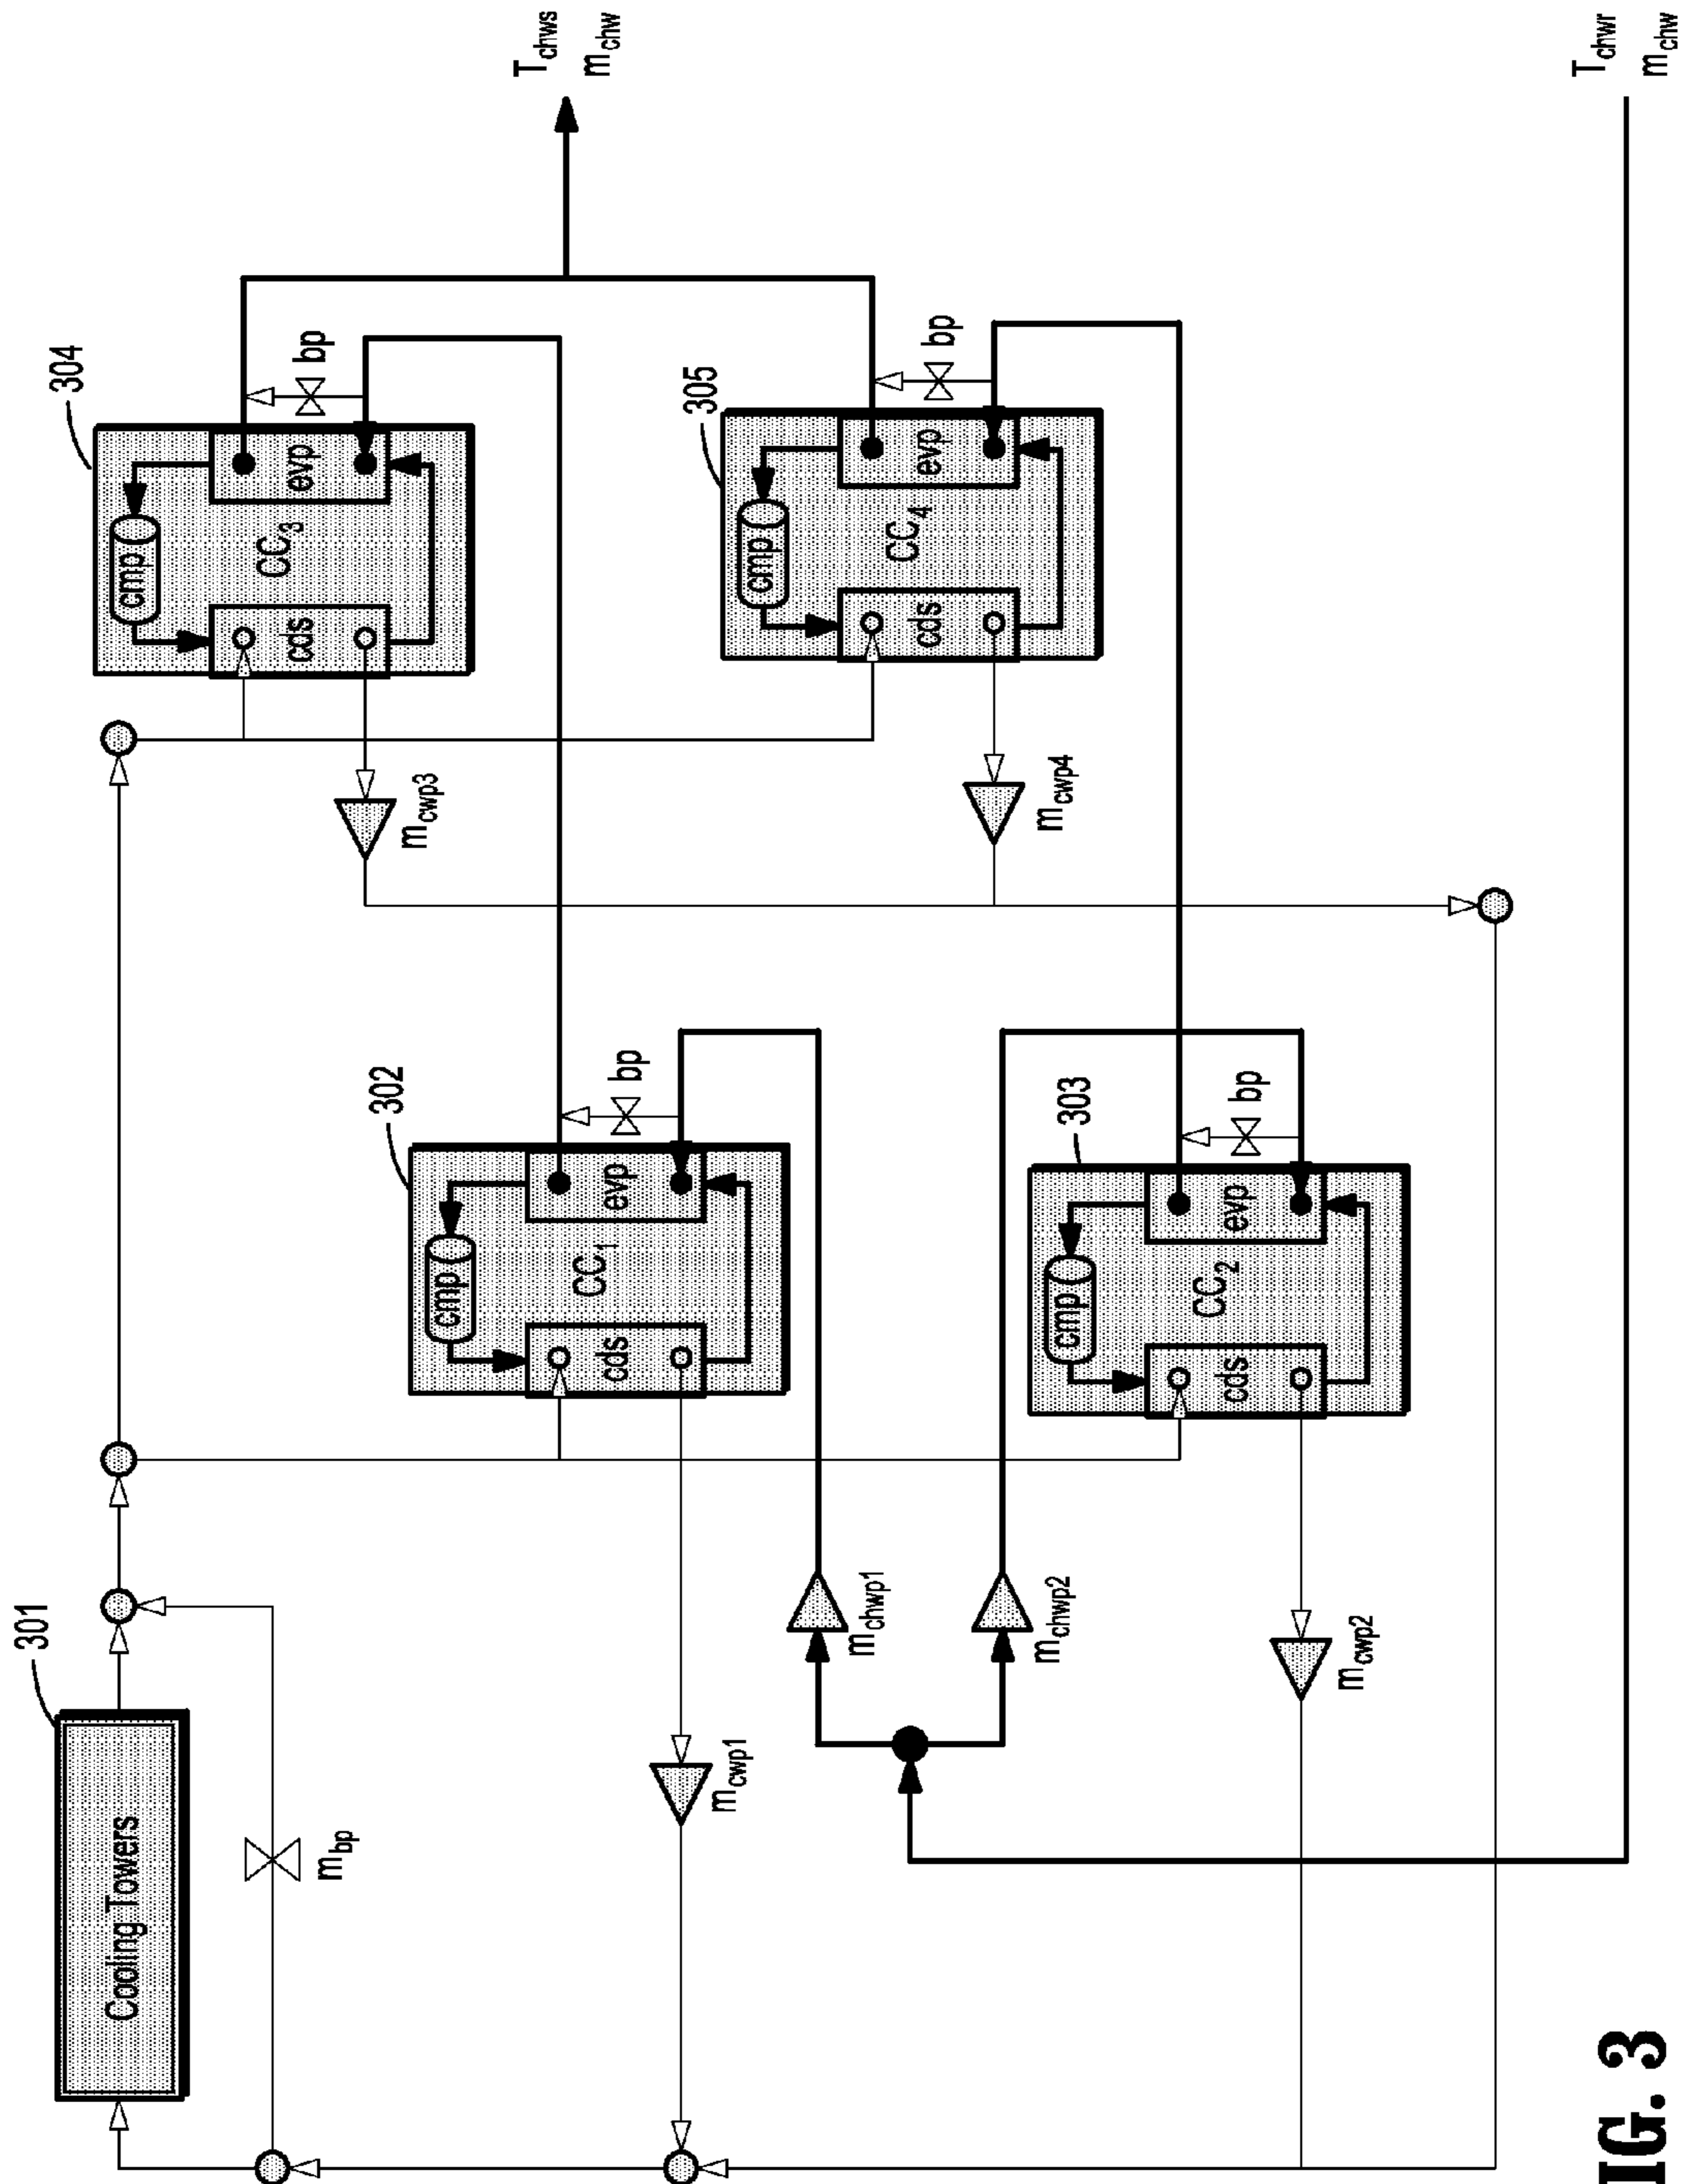 301
Cooling Towers
m_bp
304
cmp
CC_3
cds
evp
bp
m_cwp3
302
cmp
CC_1
cds
evp
bp
m_cwp1
T_chws
m_chw
305
cmp
CC_4
cds
evp
bp
m_cwp4
m_chwp1
m_chwp2
303
cmp
CC_2
cds
evp
bp
m_cwp2
T_chwr
m_chw
IG. 3